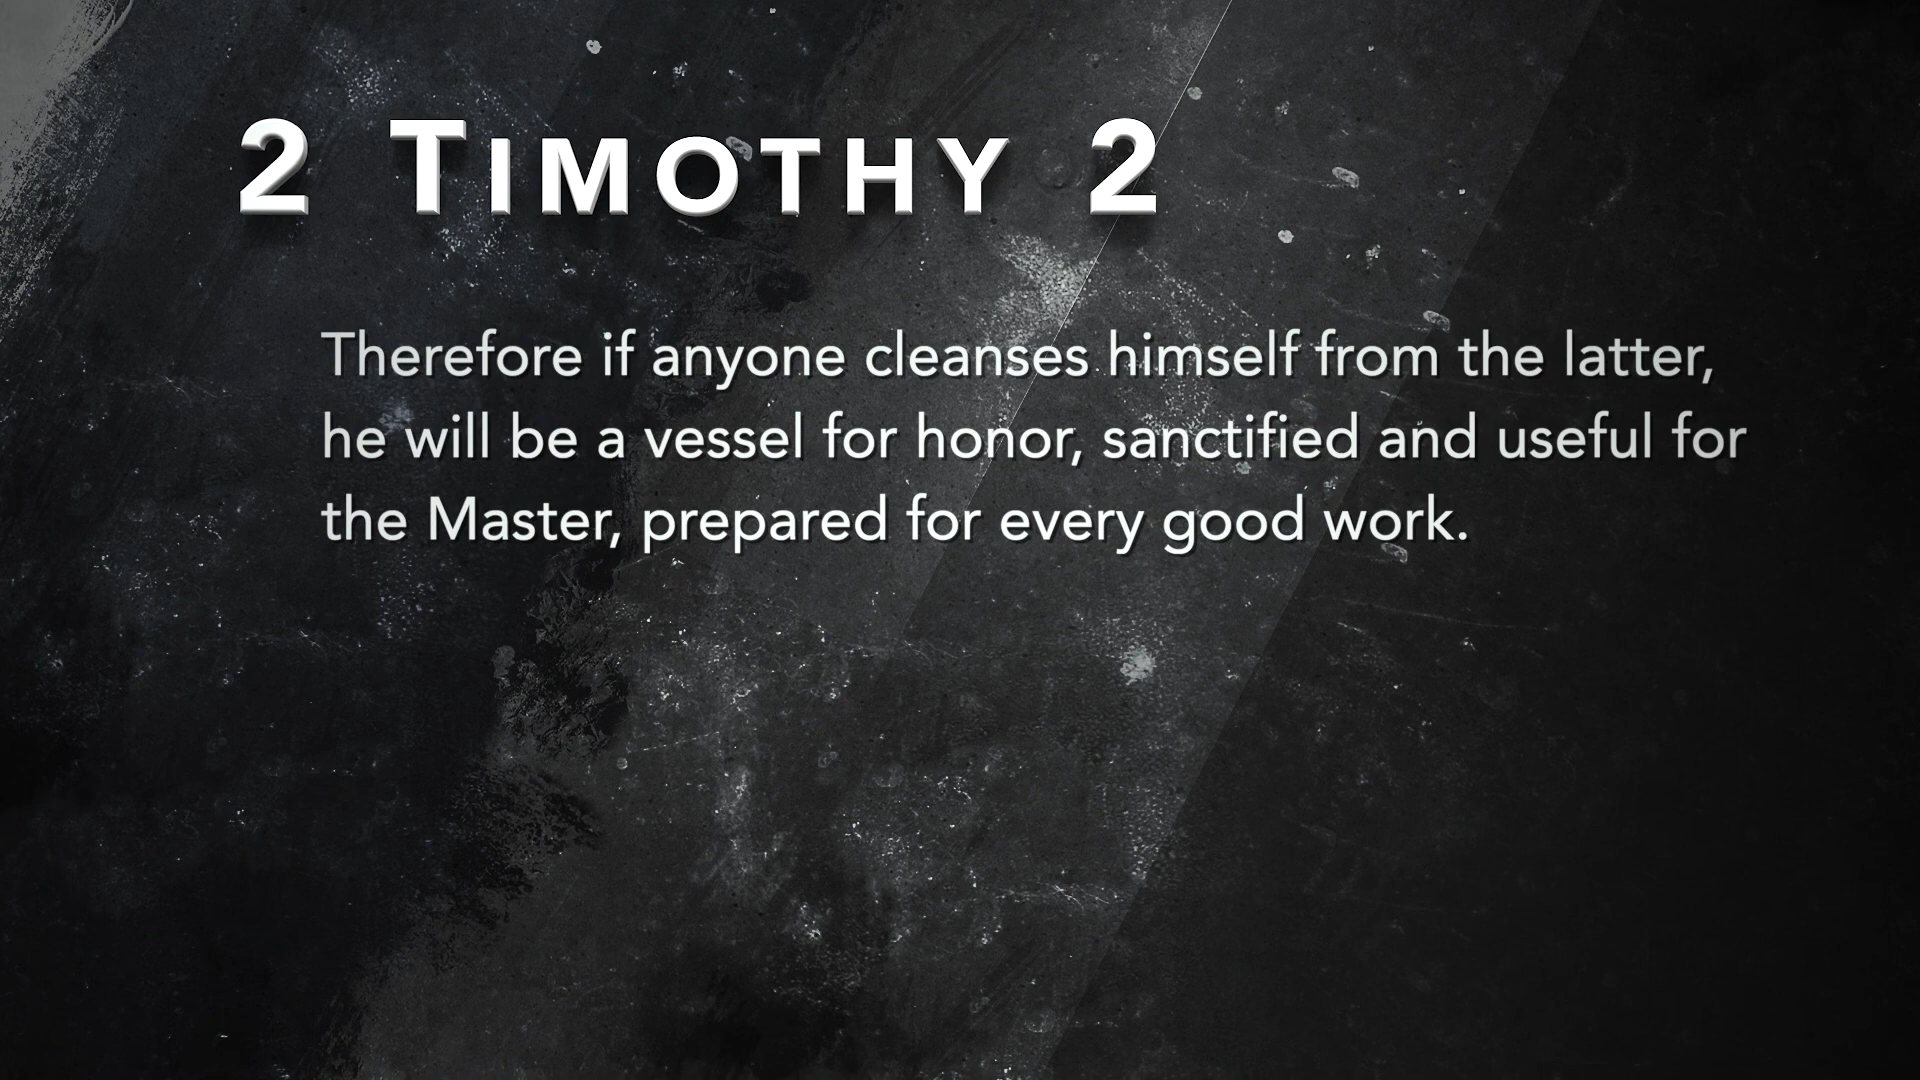 2 Timothy 2
Therefore if anyone cleanses himself from the latter,
he will be a vessel for honor, sanctified and useful for
the Master, prepared for every good work.